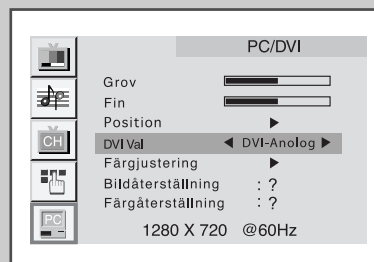 PC/DVI
Grov
Fin
Position
DVI Val DVI-Anolog
Färgjustering
Bildåterställning : ?
Färgåterställning : ?
1280 X 720 @60Hz
CH
PC